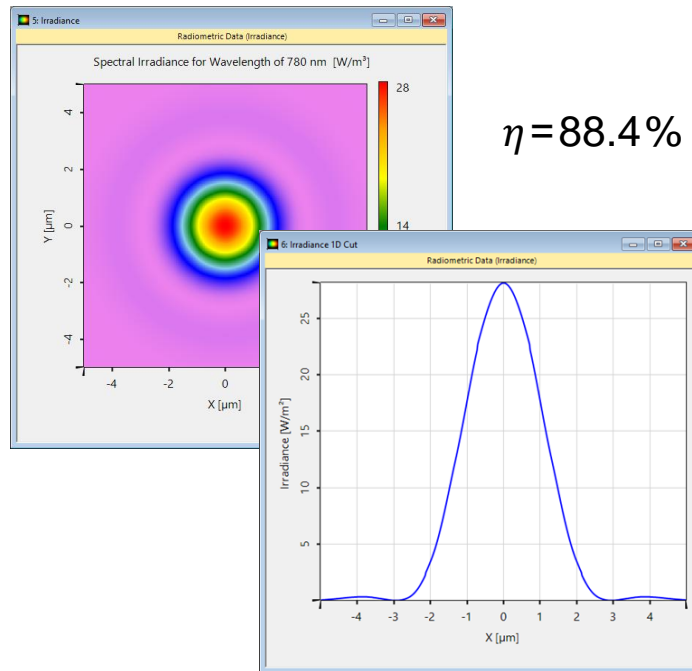 5: Irradiance
Radiometric Data (Irradiance)
Spectral Irradiance for Wavelength of 780 nm [W/m³]
28
14
4
2
0
-2
-4
Y [µm]
-4 -2 0
X [µm]
η=88.4%
6: Irradiance 1D Cut
Radiometric Data (Irradiance)
25
20
15
10
5
Irradiance [W/m²]
-4 -3 -2 -1 0 1 2 3 4
X [µm]